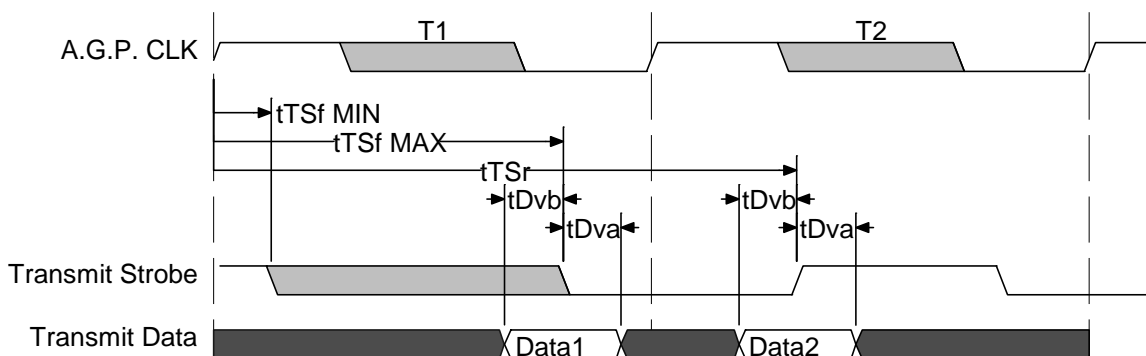 T1
T2
A.G.P. CLK
tTSf MIN
tTSf MAX
tTSr
tDvb
tDvb
tDva
tDva
Transmit Strobe
Transmit Data
Data1
Data2